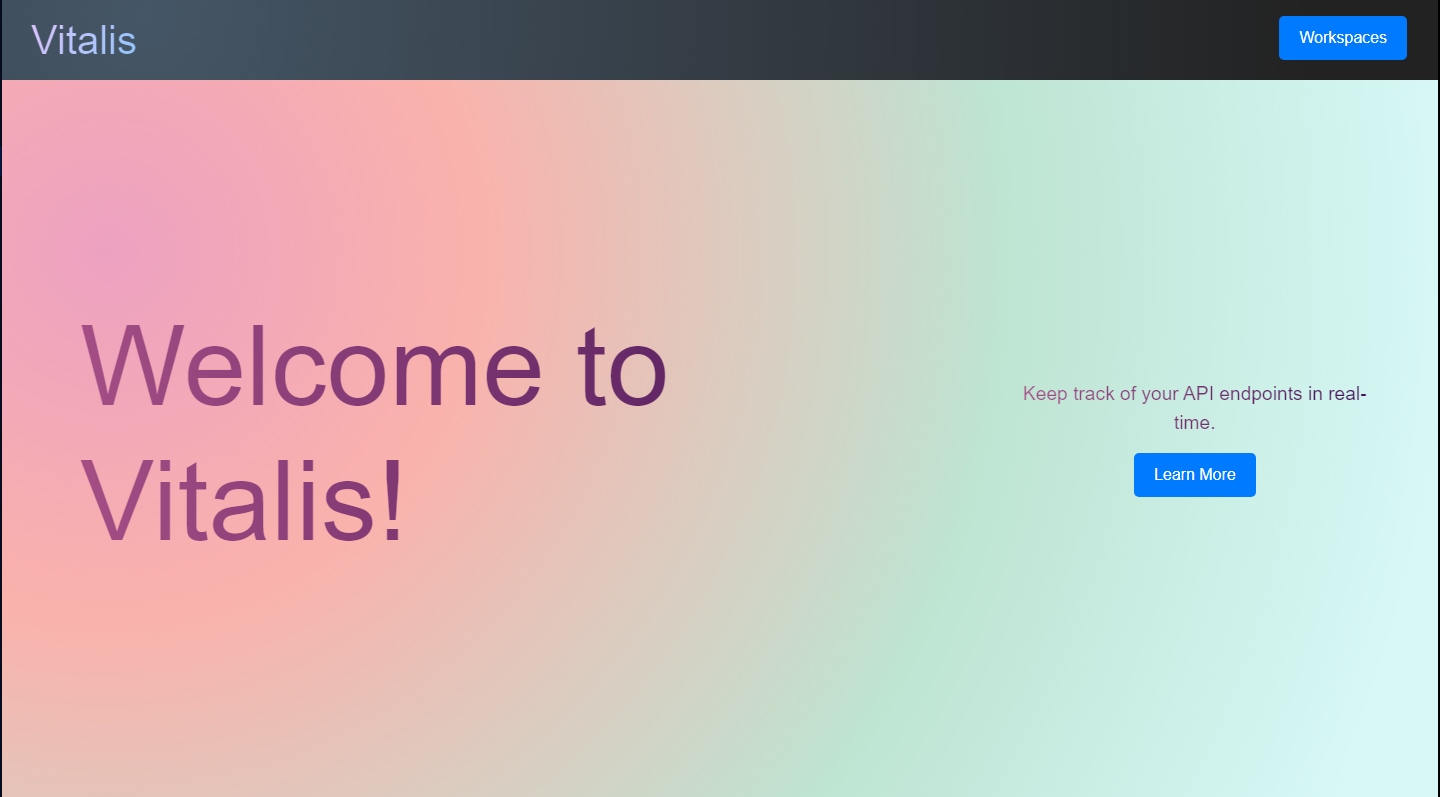 Vitalis
Workspaces
Welcome to
Vitalis!
Keep track of your API endpoints in real-
time.
Learn More